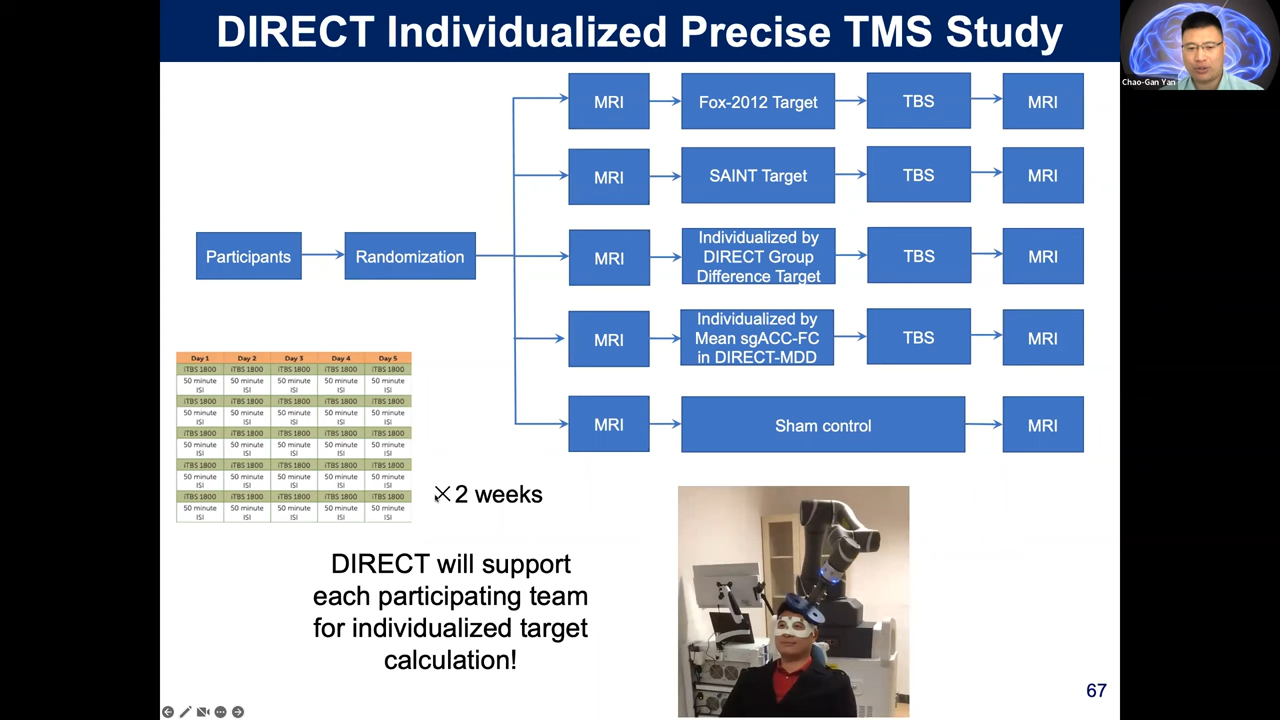 DIRECT Individualized Precise TMS Study
Chao-Gan Yan
MRI
Fox-2012 Target
TBS
MRI
MRI
SAINT Target
TBS
MRI
Participants
Randomization
MRI
Individualized by
DIRECT Group
Difference Target
TBS
MRI
MRI
Individualized by
Mean sgACC-FC
in DIRECT-MDD
TBS
MRI
MRI
Sham control
MRI
Day 1 Day 2 Day 3 Day 4 Day 5
iTBS 1800 iTBS 1800 iTBS 1800 iTBS 1800 iTBS 1800
50 minute 50 minute 50 minute 50 minute 50 minute
ISI ISI ISI ISI ISI
iTBS 1800 iTBS 1800 iTBS 1800 iTBS 1800 iTBS 1800
50 minute 50 minute 50 minute 50 minute 50 minute
ISI ISI ISI ISI ISI
iTBS 1800 iTBS 1800 iTBS 1800 iTBS 1800 iTBS 1800
50 minute 50 minute 50 minute 50 minute 50 minute
ISI ISI ISI ISI ISI
iTBS 1800 iTBS 1800 iTBS 1800 iTBS 1800 iTBS 1800
50 minute 50 minute 50 minute 50 minute 50 minute
ISI ISI ISI ISI ISI
iTBS 1800 iTBS 1800 iTBS 1800 iTBS 1800 iTBS 1800
50 minute 50 minute 50 minute 50 minute 50 minute
ISI ISI ISI ISI ISI
×2 weeks
DIRECT will support
each participating team
for individualized target
calculation!
67